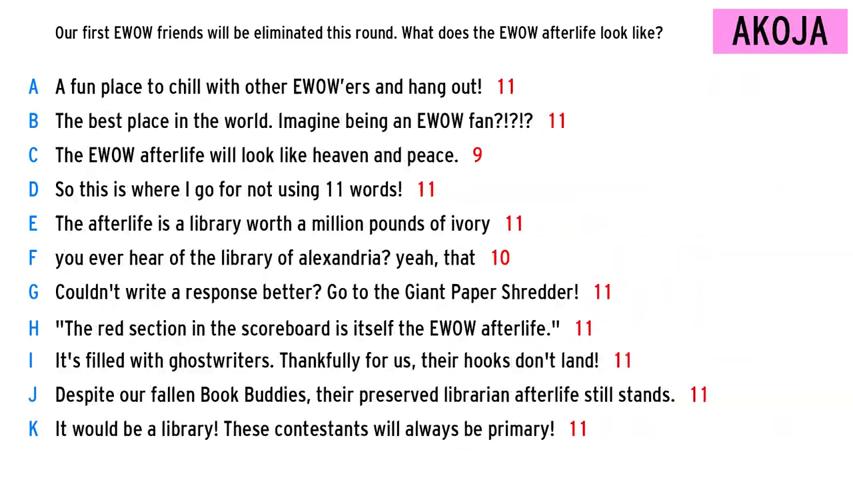 Our first EWOW friends will be eliminated this round. What does the EWOW afterlife look like?
AKOJA
A A fun place to chill with other EWOW'ers and hang out! 11
B The best place in the world. Imagine being an EWOW fan?!?!? 11
C The EWOW afterlife will look like heaven and peace. 9
D So this is where I go for not using 11 words! 11
E The afterlife is a library worth a million pounds of ivory 11
F you ever hear of the library of alexandria? yeah, that 10
G Couldn't write a response better? Go to the Giant Paper Shredder! 11
H "The red section in the scoreboard is itself the EWOW afterlife." 11
I It's filled with ghostwriters. Thankfully for us, their hooks don't land! 11
J Despite our fallen Book Buddies, their preserved librarian afterlife still stands. 11
K It would be a library! These contestants will always be primary! 11